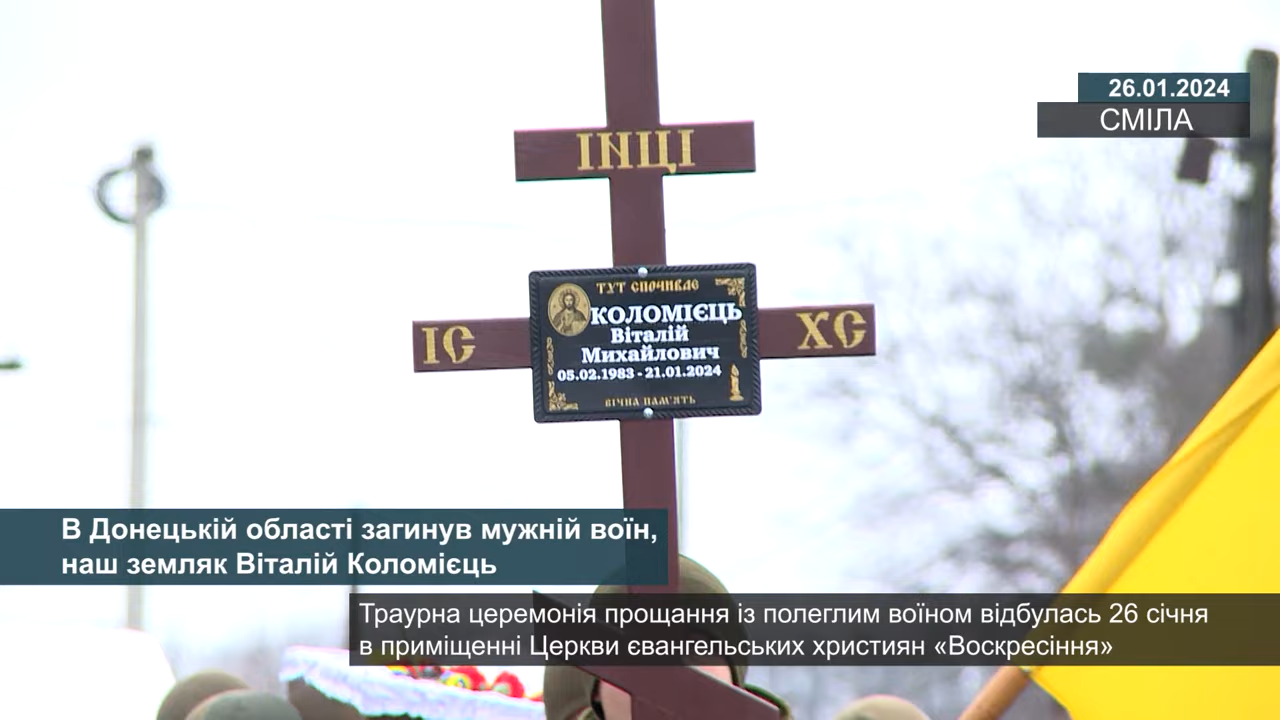 26.01.2024
СМІЛА
ІНЦІ
ІС
ХС
ТУТ СПОЧИВАЄ
КОЛОМІЄЦЬ
Віталій
Михайлович
05.02.1983 - 21.01.2024
ВІЧНА ПАМ'ЯТЬ
В Донецькій області загинув мужній воїн,
наш земляк Віталій Коломієць
Траурна церемонія прощання із полеглим воїном відбулась 26 січня
в приміщенні Церкви євангельських християн «Воскресіння»